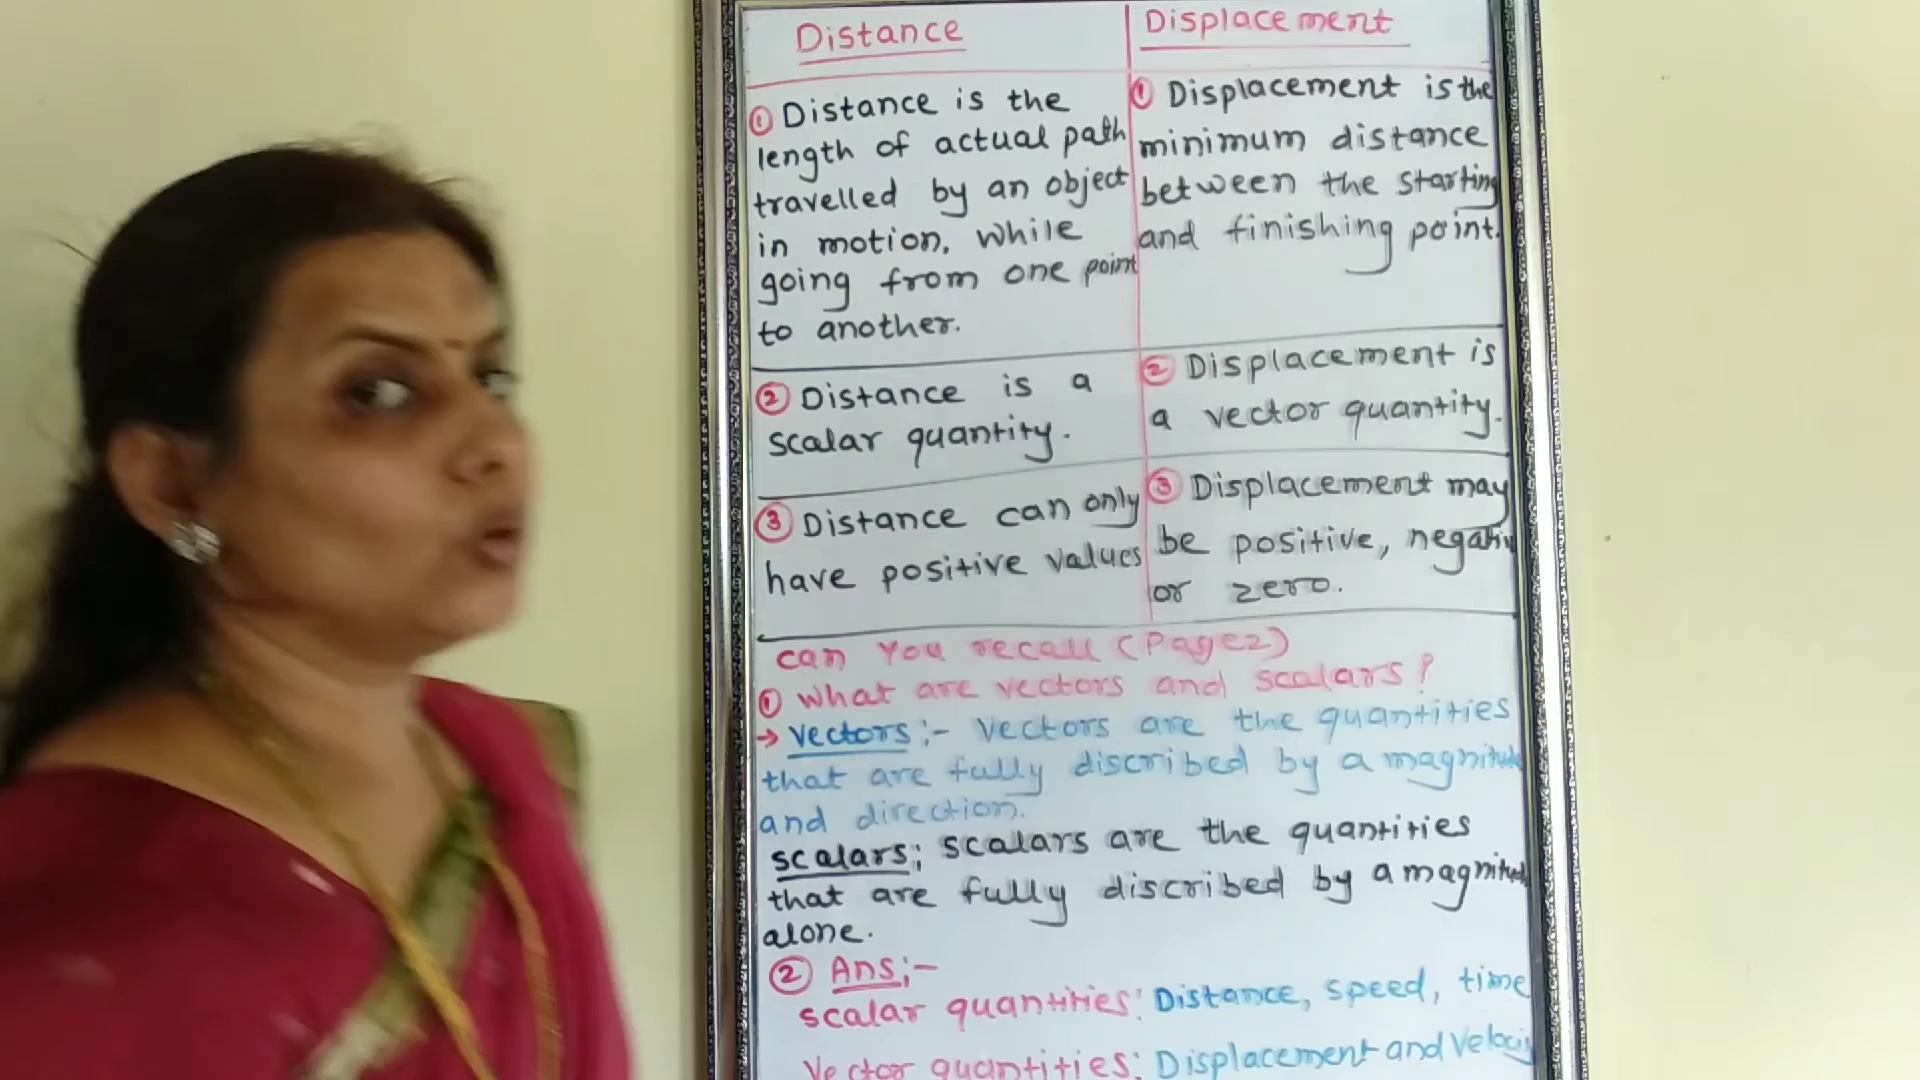 Distance
Displacement
① Distance is the
length of actual path
travelled by an object
in motion, while
going from one point
to another.
① Displacement is the
minimum distance
between the starting
and finishing point.
② Distance is a
scalar quantity.
② Displacement is
a vector quantity.
③ Distance can only
have positive values
③ Displacement may
be positive, negativ
or zero.
can you recall (Page2)
① What are vectors and scalars?
→ Vectors:- Vectors are the quantities
that are fully discribed by a magnitude
and direction.
scalars; scalars are the quantities
that are fully discribed by a magnitud
alone.
② Ans;-
scalar quantities: Distance, speed, time
Vector quantities: Displacement and Velocity